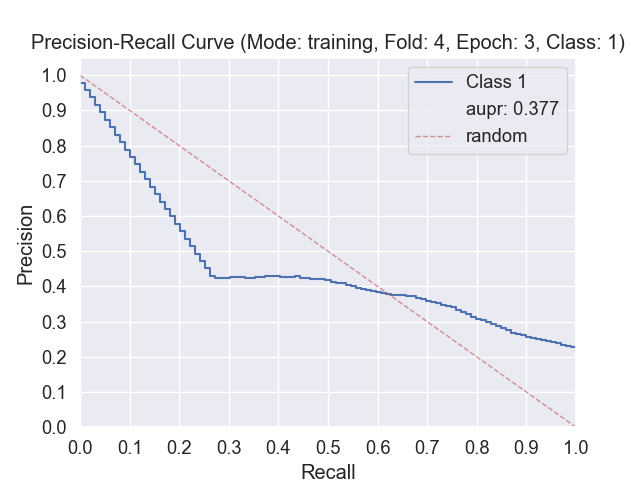 Precision-Recall Curve (Mode: training, Fold: 4, Epoch: 3, Class: 1)
Class 1
aupr: 0.377
random
Precision
1.0
0.9
0.8
0.7
0.6
0.5
0.4
0.3
0.2
0.1
0.0
0.0 0.1 0.2 0.3 0.4 0.5 0.6 0.7 0.8 0.9 1.0
Recall